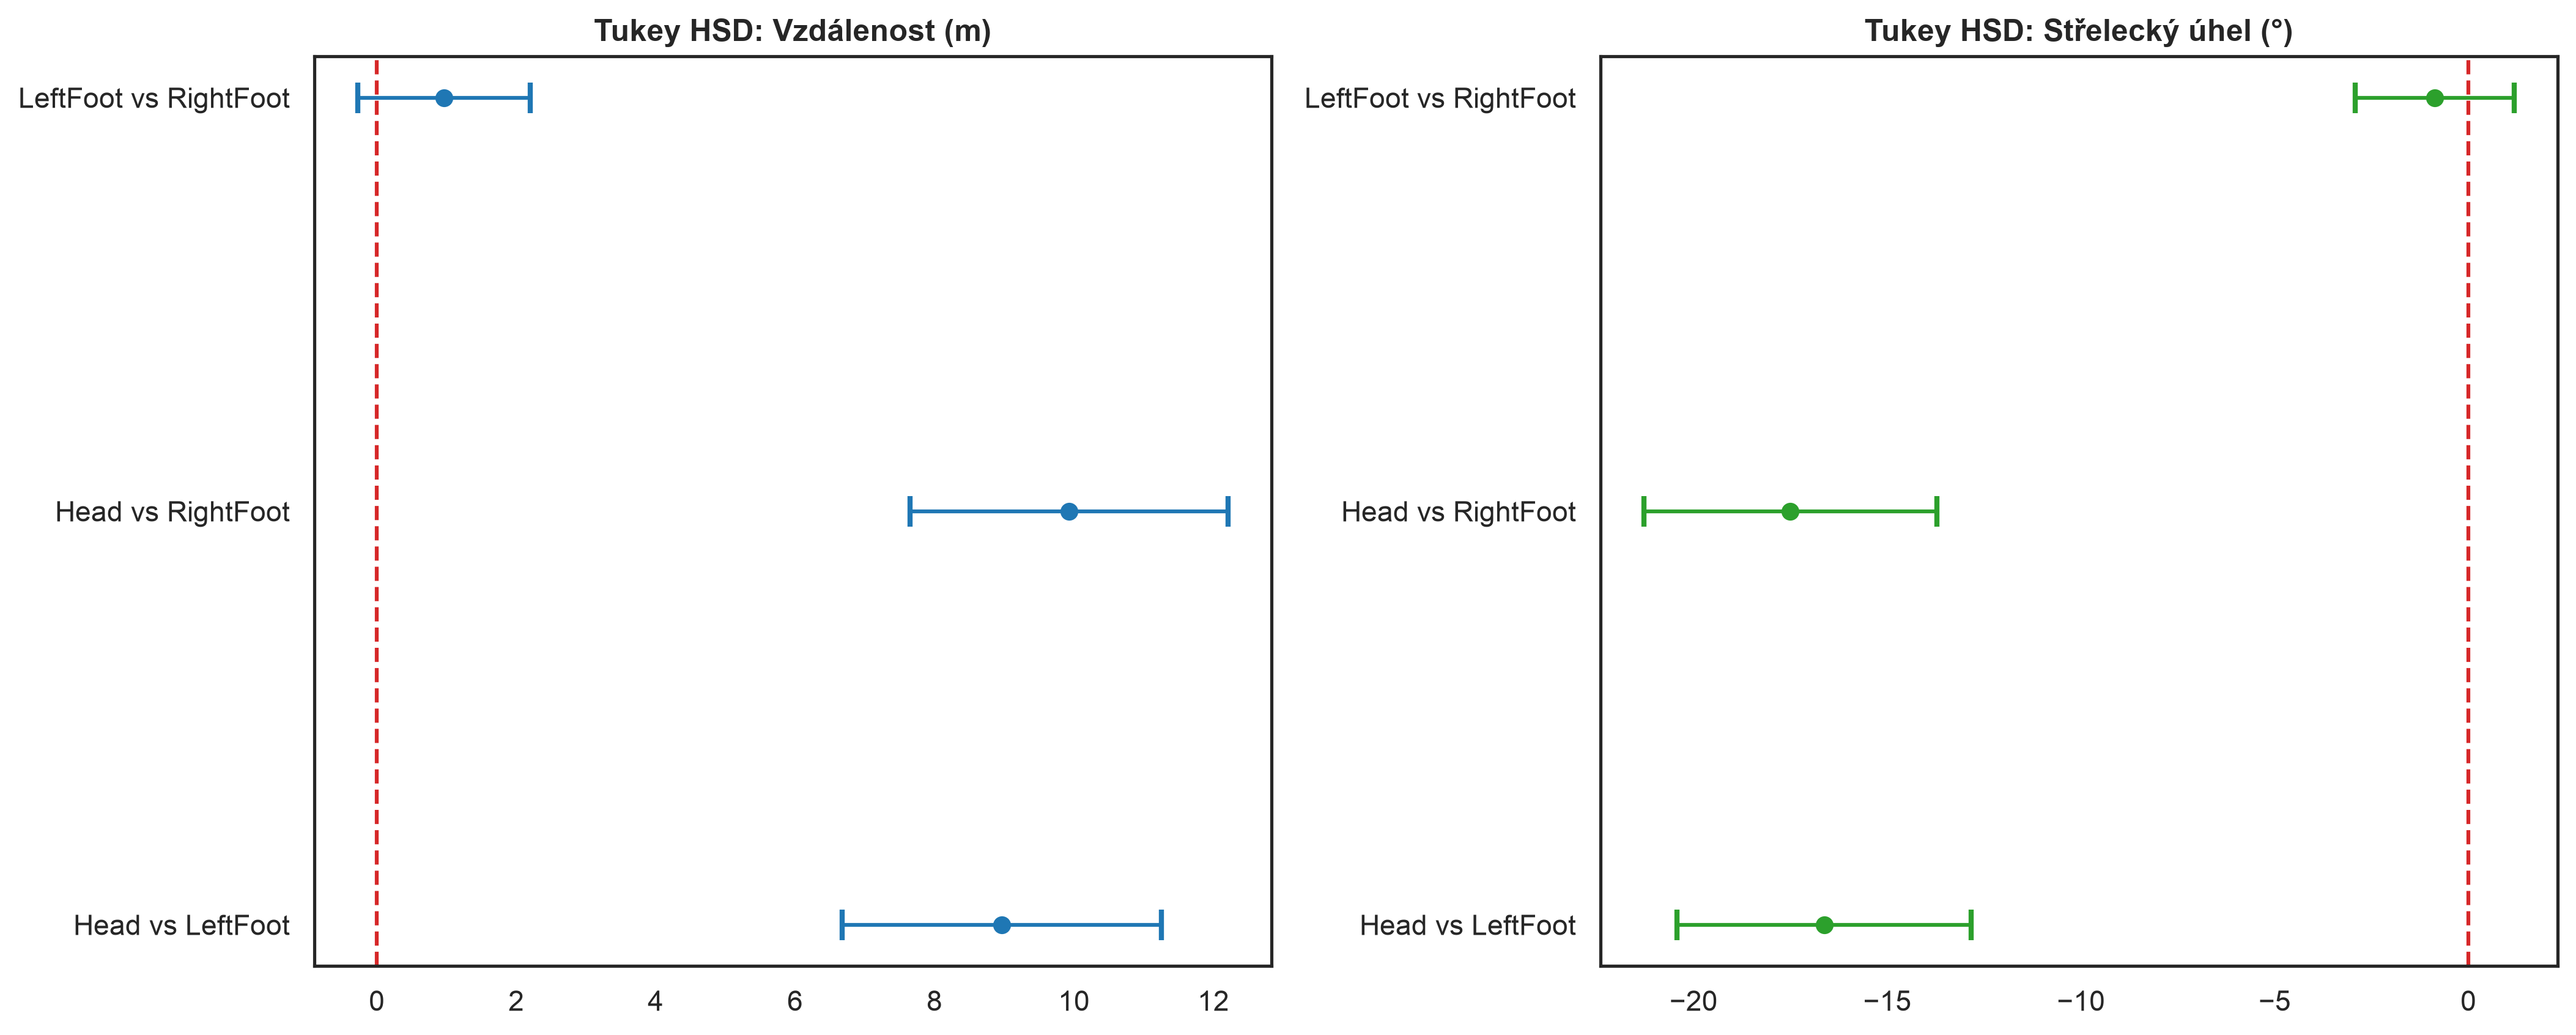 Tukey HSD: Vzdálenost (m)
LeftFoot vs RightFoot
Head vs RightFoot
Head vs LeftFoot
0 2 4 6 8 10 12
Tukey HSD: Střelecký úhel (°)
LeftFoot vs RightFoot
Head vs RightFoot
Head vs LeftFoot
−20 −15 −10 −5 0